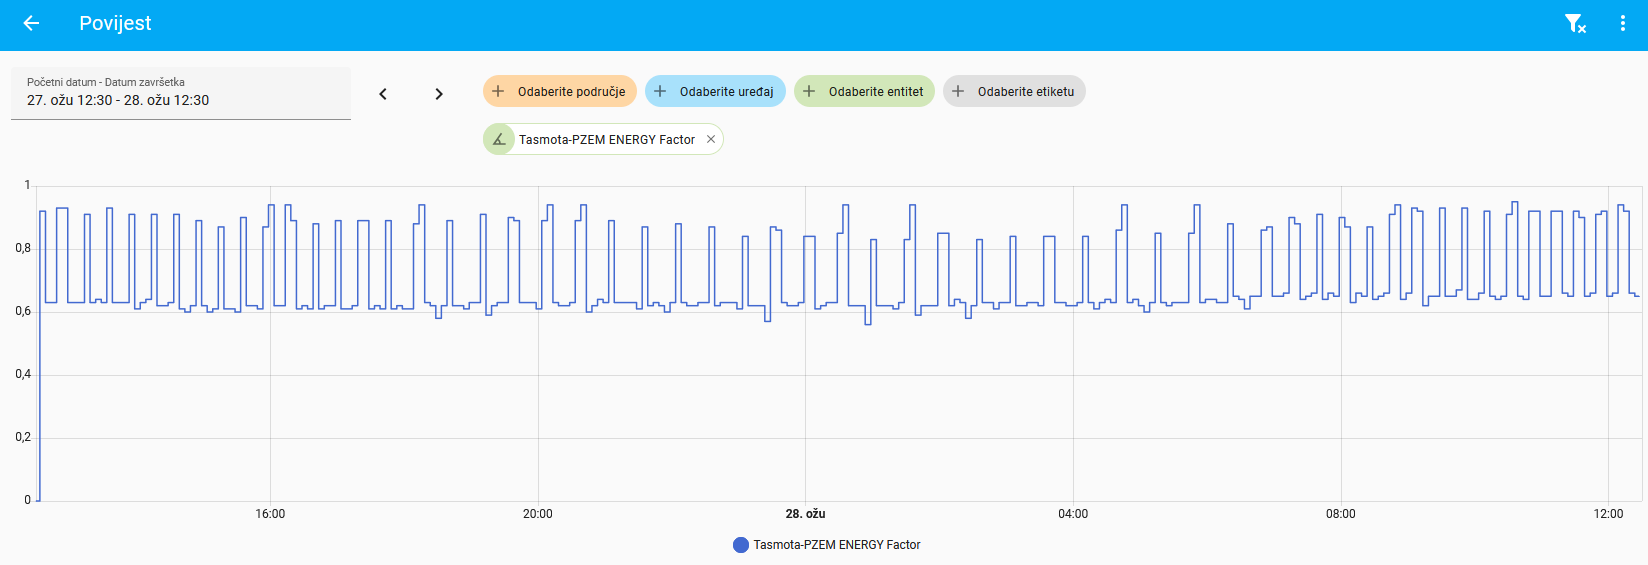 Povijest
Početni datum - Datum završetka
27. ožu 12:30 - 28. ožu 12:30
Odaberite područje
Odaberite uređaj
Odaberite entitet
Odaberite etiketu
Tasmota-PZEM ENERGY Factor
1
0,8
0,6
0,4
0,2
0
16:00
20:00
28. ožu
04:00
08:00
12:00
Tasmota-PZEM ENERGY Factor